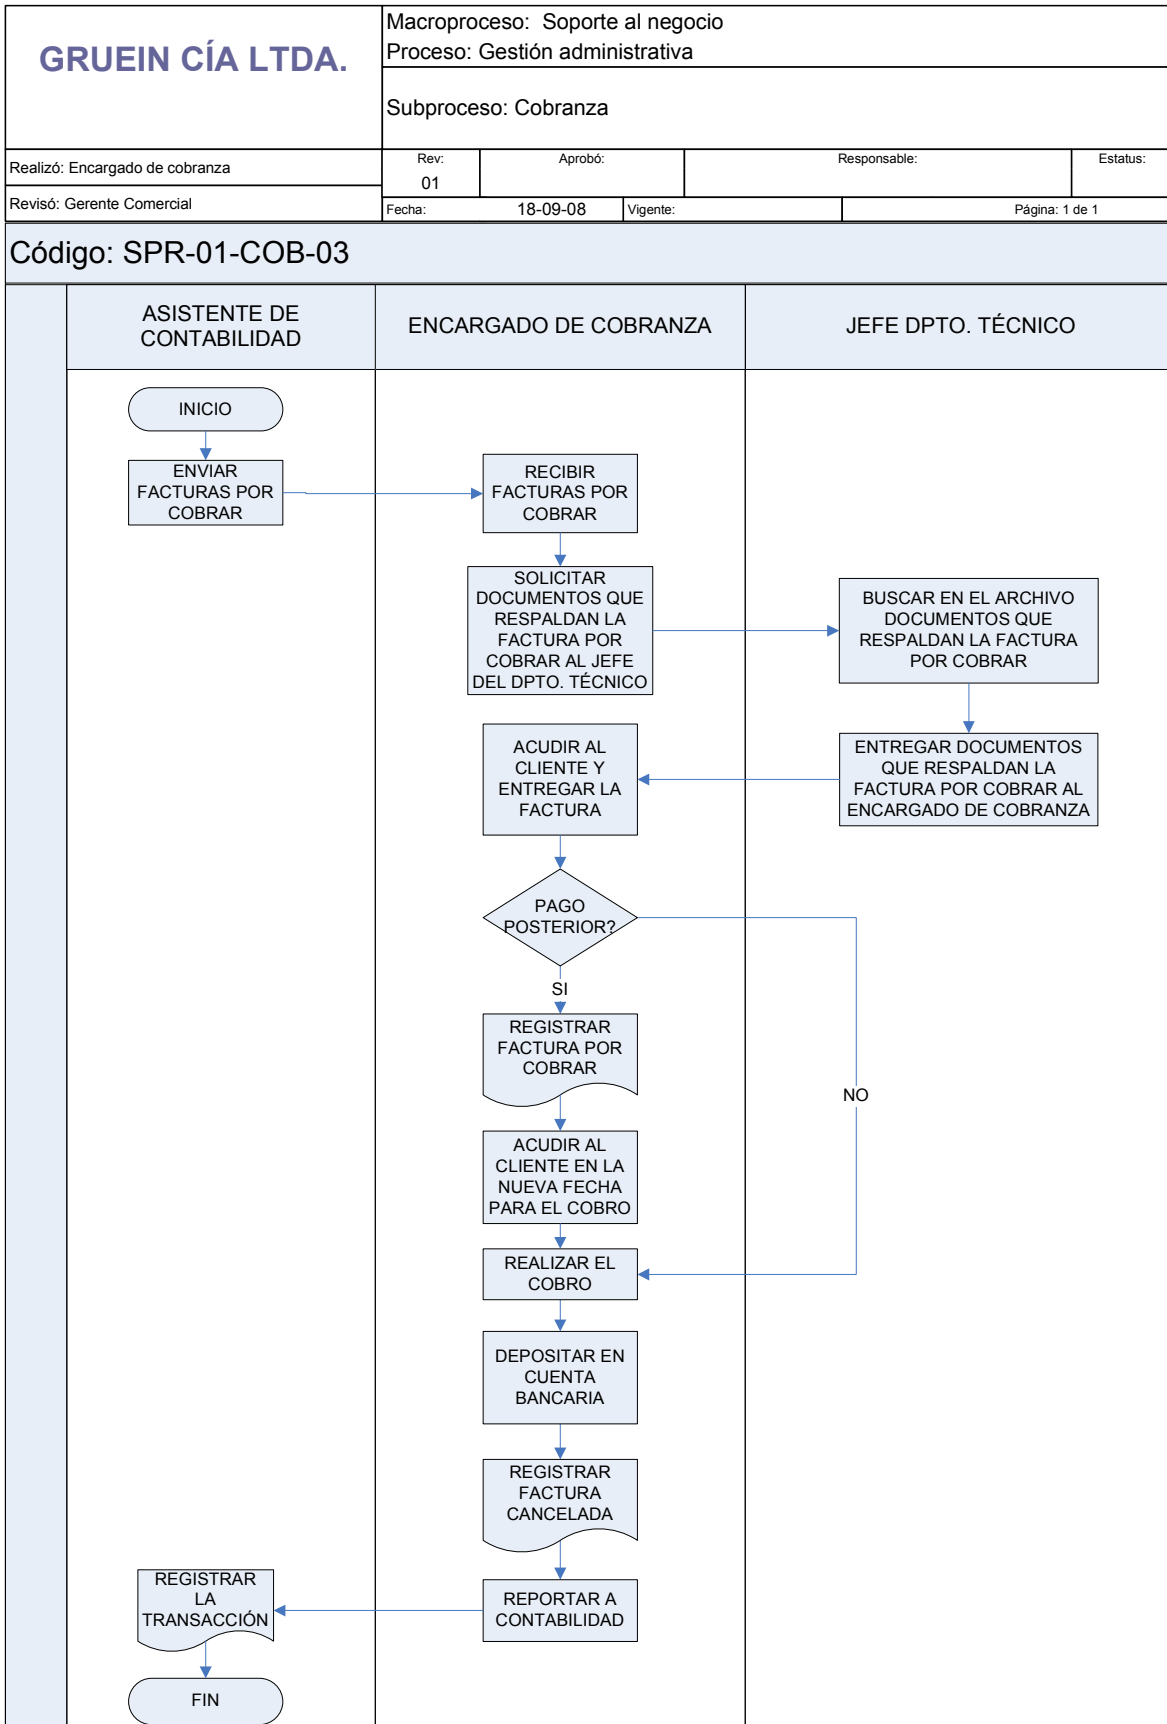 GRUEIN CÍA LTDA.
Macroproceso:  Soporte al negocio
Proceso: Gestión administrativa
Subproceso: Cobranza
Realizó: Encargado de cobranza
Revisó: Gerente Comercial
Rev:
01
Aprobó:
Responsable:
Estatus:
Fecha:
18-09-08
Vigente:
Página: 1 de 1
Código: SPR-01-COB-03
ASISTENTE DE
CONTABILIDAD
ENCARGADO DE COBRANZA
JEFE DPTO. TÉCNICO
INICIO
ENVIAR
FACTURAS POR
COBRAR
RECIBIR
FACTURAS POR
COBRAR
SOLICITAR
DOCUMENTOS QUE
RESPALDAN LA
FACTURA POR
COBRAR AL JEFE
DEL DPTO. TÉCNICO
BUSCAR EN EL ARCHIVO
DOCUMENTOS QUE
RESPALDAN LA FACTURA
POR COBRAR
ENTREGAR DOCUMENTOS
QUE RESPALDAN LA
FACTURA POR COBRAR AL
ENCARGADO DE COBRANZA
ACUDIR AL
CLIENTE Y
ENTREGAR LA
FACTURA
PAGO
POSTERIOR?
SI
NO
REGISTRAR
FACTURA POR
COBRAR
ACUDIR AL
CLIENTE EN LA
NUEVA FECHA
PARA EL COBRO
REALIZAR EL
COBRO
DEPOSITAR EN
CUENTA
BANCARIA
REGISTRAR
FACTURA
CANCELADA
REPORTAR A
CONTABILIDAD
REGISTRAR
LA
TRANSACCIÓN
FIN